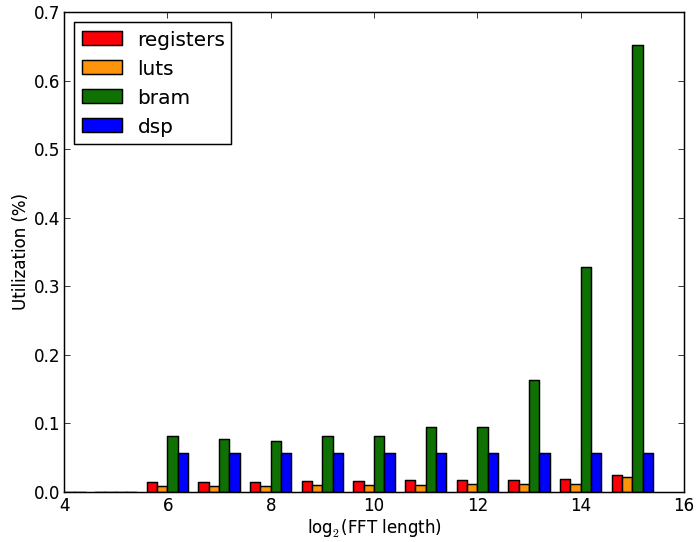 0.7
registers
luts
bram
dsp
0.6
0.5
0.4
0.3
0.2
0.1
0.0
Utilization (%)
4 6 8 10 12 14 16
log₂(FFT length)